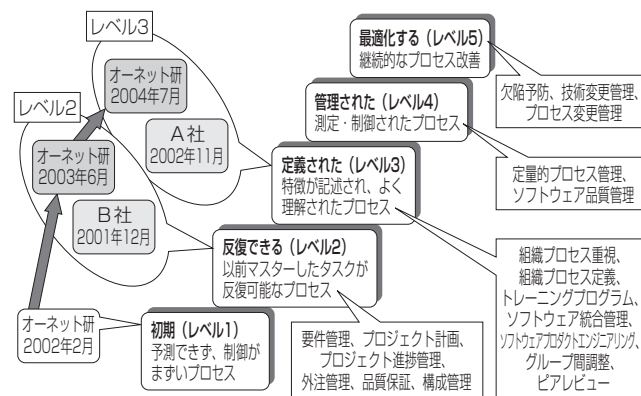 レベル3
オーネット研
2004年7月
A社
2002年11月
レベル2
オーネット研
2003年6月
B社
2001年12月
オーネット研
2002年2月
最適化する（レベル5）
継続的なプロセス改善
欠陥予防、技術変更管理、
プロセス変更管理
管理された（レベル4）
測定・制御されたプロセス
定量的プロセス管理、
ソフトウェア品質管理
定義された（レベル3）
特徴が記述され、よく
理解されたプロセス
組織プロセス重視、
組織プロセス定義、
トレーニングプログラム、
ソフトウェア統合管理、
ソフトウェアプロダクトエンジニアリング、
グループ間調整、
ピアレビュー
反復できる（レベル2）
以前マスターしたタスクが
反復可能なプロセス
要件管理、プロジェクト計画、
プロジェクト進捗管理、
外注管理、品質保証、構成管理
初期（レベル1）
予測できず、制御が
まずいプロセス